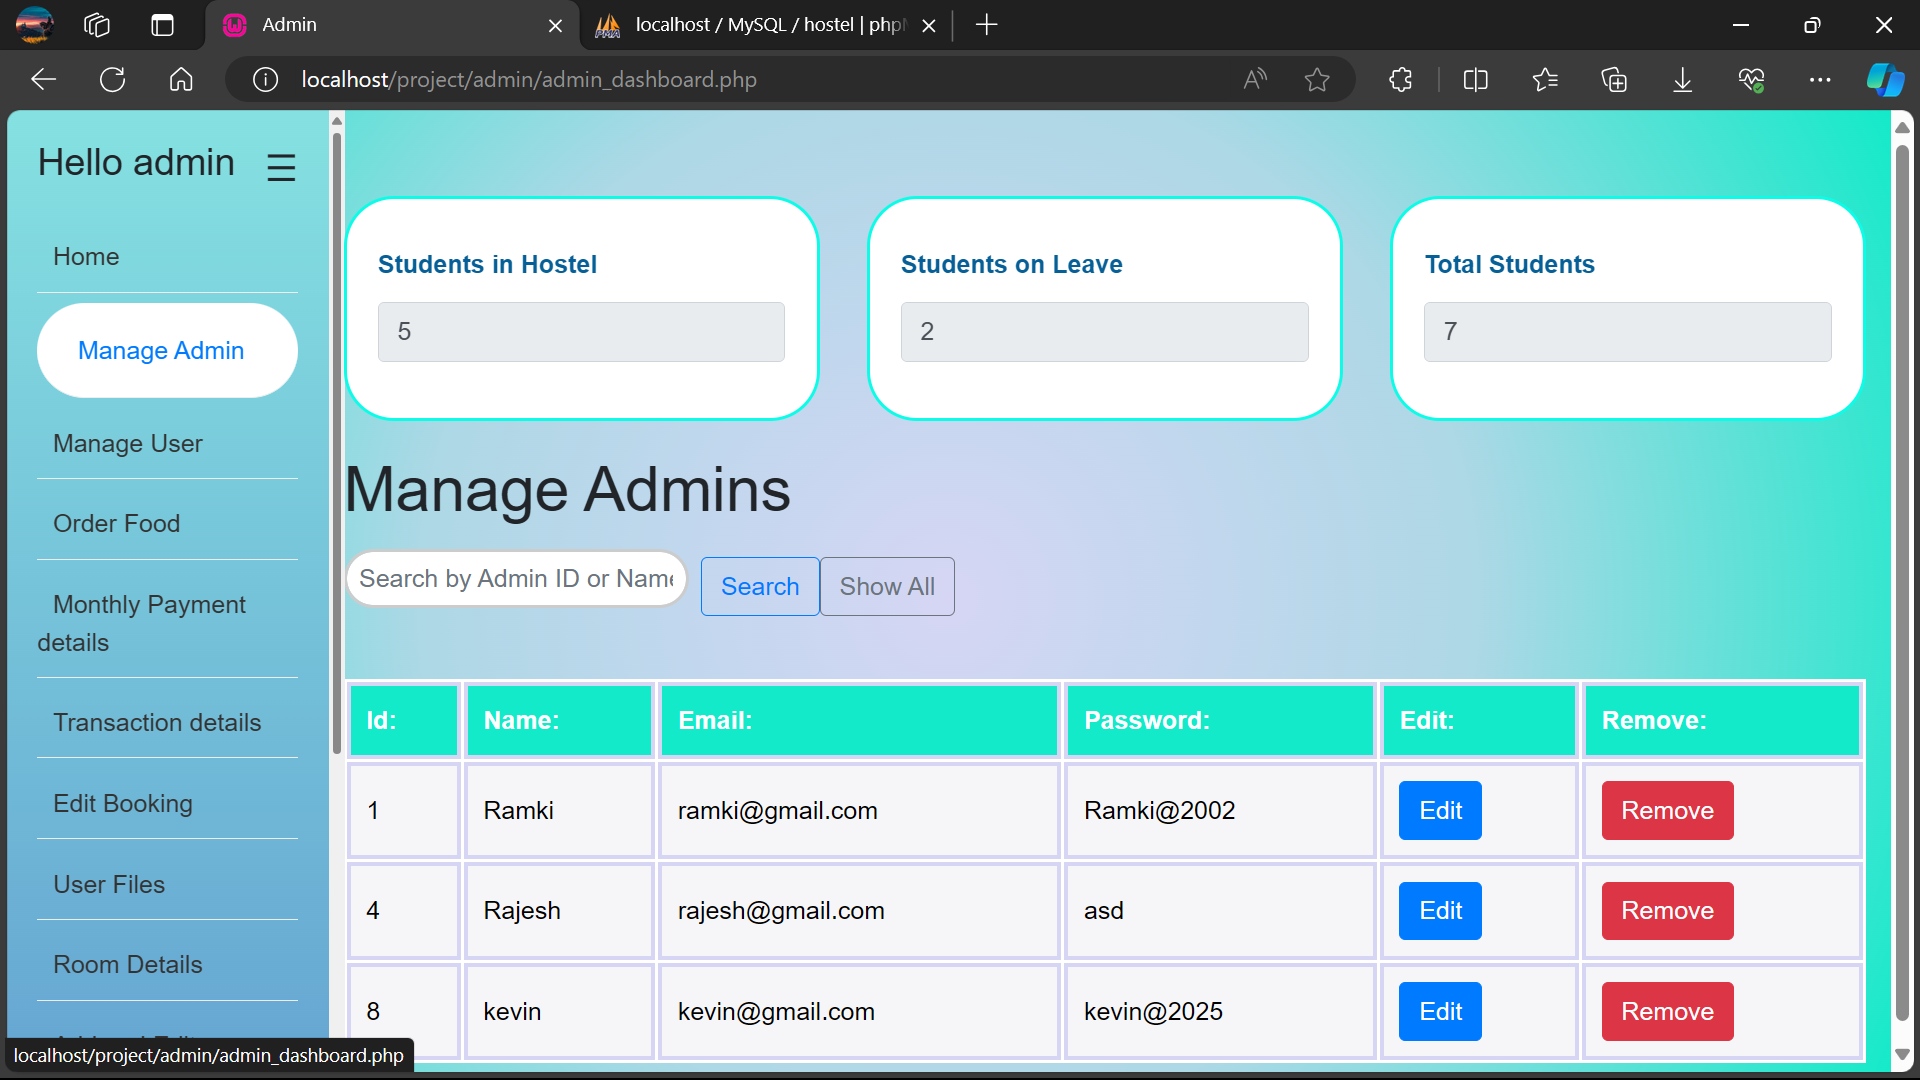 Admin
localhost / MySQL / hostel | php
localhost/project/admin/admin_dashboard.php
Hello admin
Home
Manage Admin
Manage User
Order Food
Monthly Payment
details
Transaction details
Edit Booking
User Files
Room Details
localhost/project/admin/admin_dashboard.php
Students in Hostel
5
Students on Leave
2
Total Students
7
Manage Admins
Search by Admin ID or Name
Search
Show All
Id: Name: Email: Password: Edit: Remove:
1 Ramki ramki@gmail.com Ramki@2002 Edit Remove
4 Rajesh rajesh@gmail.com asd Edit Remove
8 kevin kevin@gmail.com kevin@2025 Edit Remove